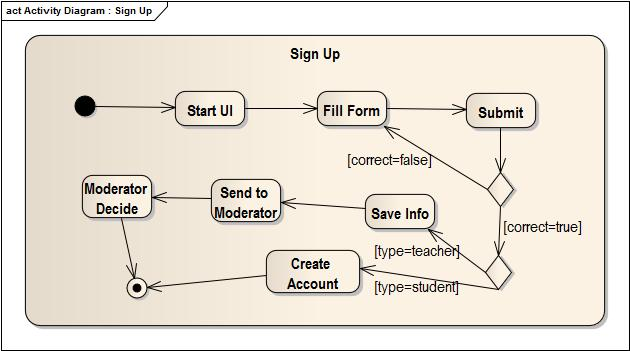 act Activity Diagram : Sign Up
Sign Up
Start UI
Fill Form
Submit
[correct=false]
Moderator
Decide
Send to
Moderator
Save Info
[correct=true]
[type=teacher]
Create
Account
[type=student]